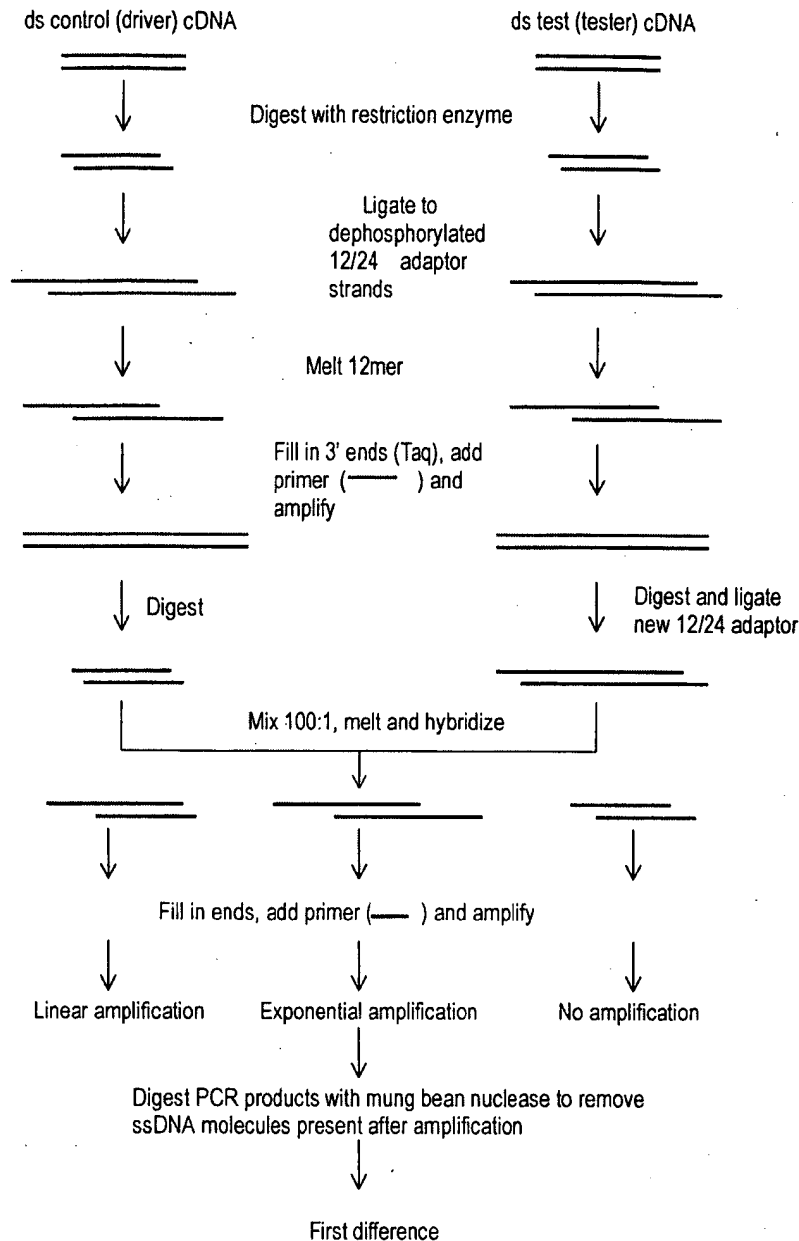 ds control (driver) cDNA
ds test (tester) cDNA
Digest with restriction enzyme
Ligate to
dephosphorylated
12/24 adaptor
strands
Melt 12mer
Fill in 3' ends (Taq), add
primer ( ) and
amplify
Digest
Digest and ligate
new 12/24 adaptor
Mix 100:1, melt and hybridize
Fill in ends, add primer ( ) and amplify
Linear amplification
Exponential amplification
No amplification
Digest PCR products with mung bean nuclease to remove
ssDNA molecules present after amplification
First difference